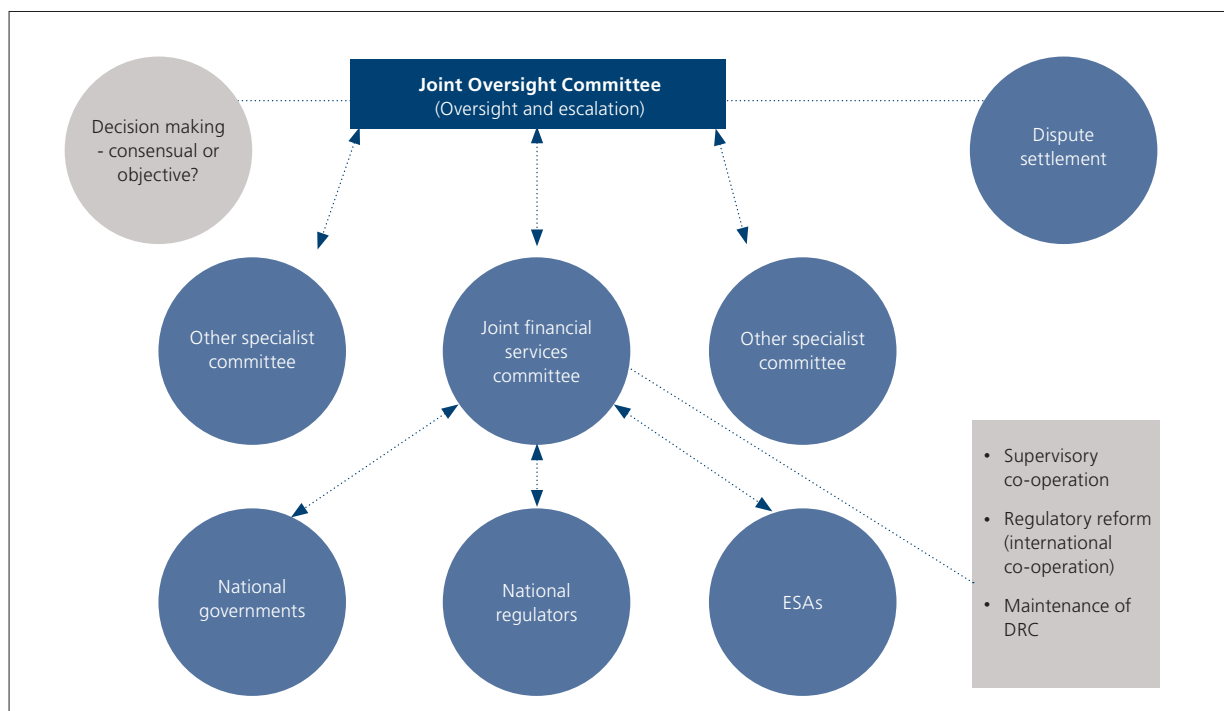 Joint Oversight Committee
(Oversight and escalation)
Decision making
- consensual or
objective?
Dispute
settlement
Other specialist
committee
Joint financial
services
committee
Other specialist
committee
• Supervisory
co-operation
• Regulatory reform
(international
co-operation)
• Maintenance of
DRC
National
governments
National
regulators
ESAs